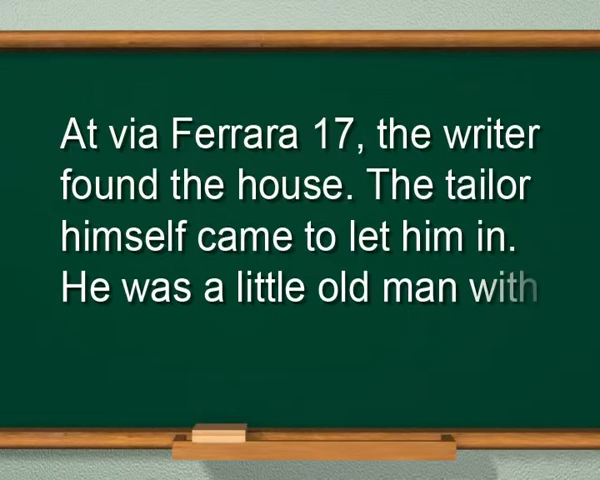 At via Ferrara 17, the writer
found the house. The tailor
himself came to let him in.
He was a little old man with